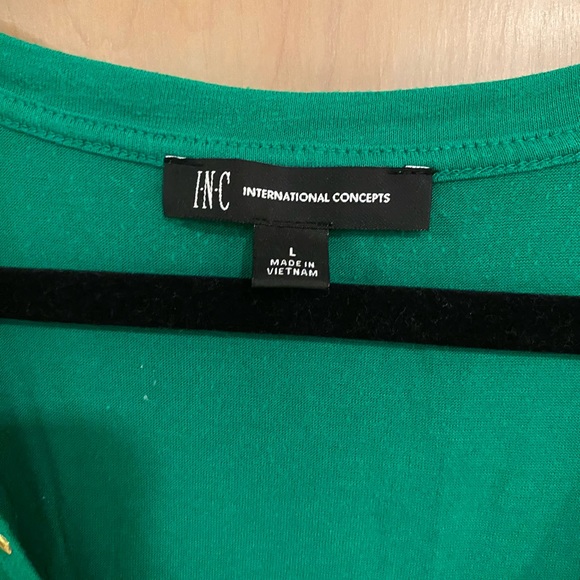 I·N·C INTERNATIONAL CONCEPTS
L
MADE IN
VIETNAM